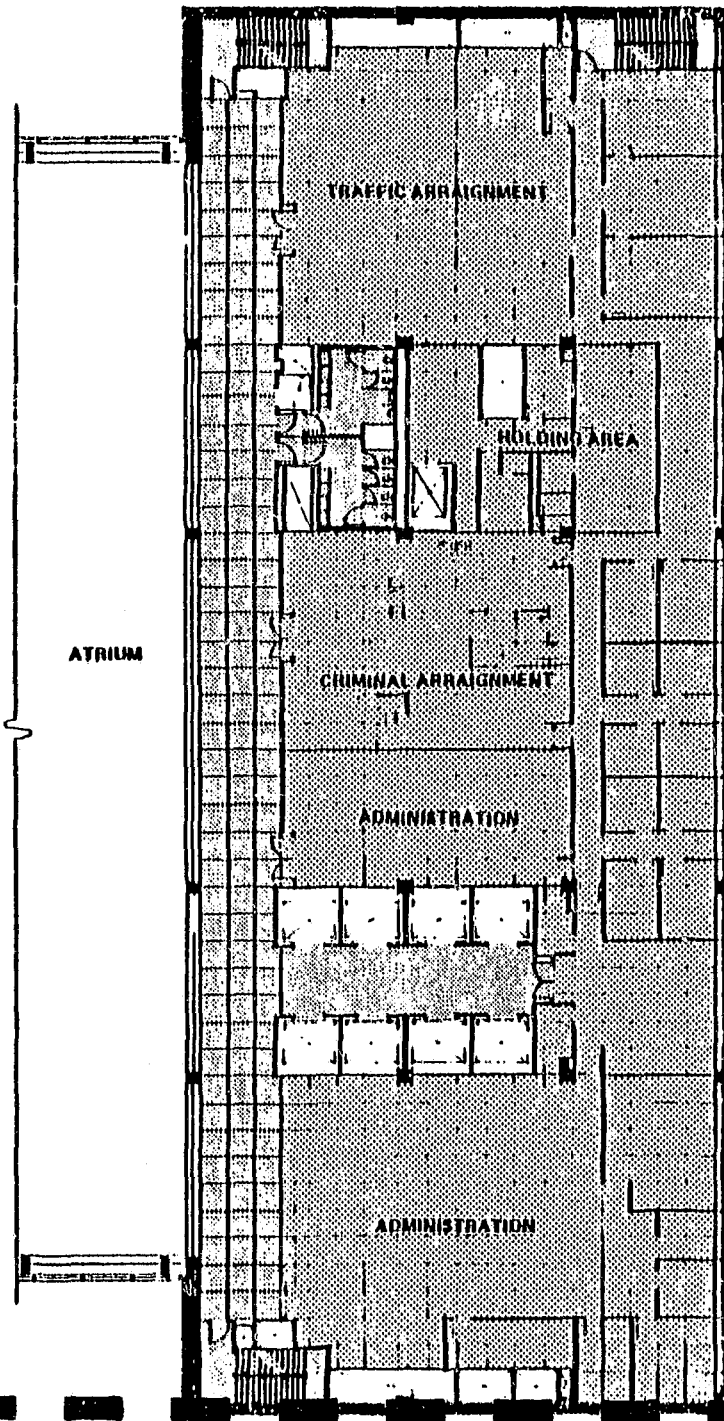 TRAFFIC ARRAIGNMENT
HOLDING AREA
ATRIUM
CRIMINAL ARRAIGNMENT
ADMINISTRATION
ADMINISTRATION